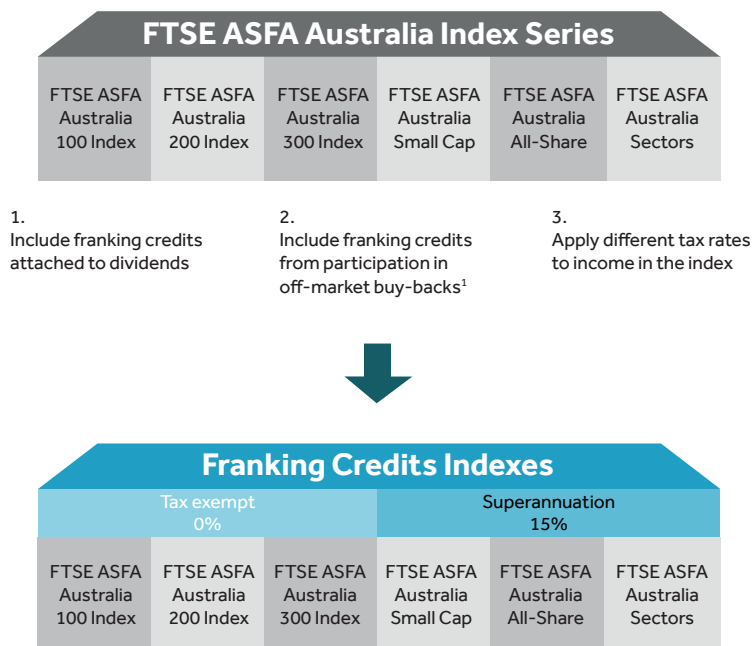 FTSE ASFA Australia Index Series
FTSE ASFA
Australia
100 Index
FTSE ASFA
Australia
200 Index
FTSE ASFA
Australia
300 Index
FTSE ASFA
Australia
Small Cap
FTSE ASFA
Australia
All-Share
FTSE ASFA
Australia
Sectors
1.
Include franking credits
attached to dividends
2.
Include franking credits
from participation in
off-market buy-backs¹
3.
Apply different tax rates
to income in the index
Franking Credits Indexes
Tax exempt
0%
Superannuation
15%
FTSE ASFA
Australia
100 Index
FTSE ASFA
Australia
200 Index
FTSE ASFA
Australia
300 Index
FTSE ASFA
Australia
Small Cap
FTSE ASFA
Australia
All-Share
FTSE ASFA
Australia
Sectors